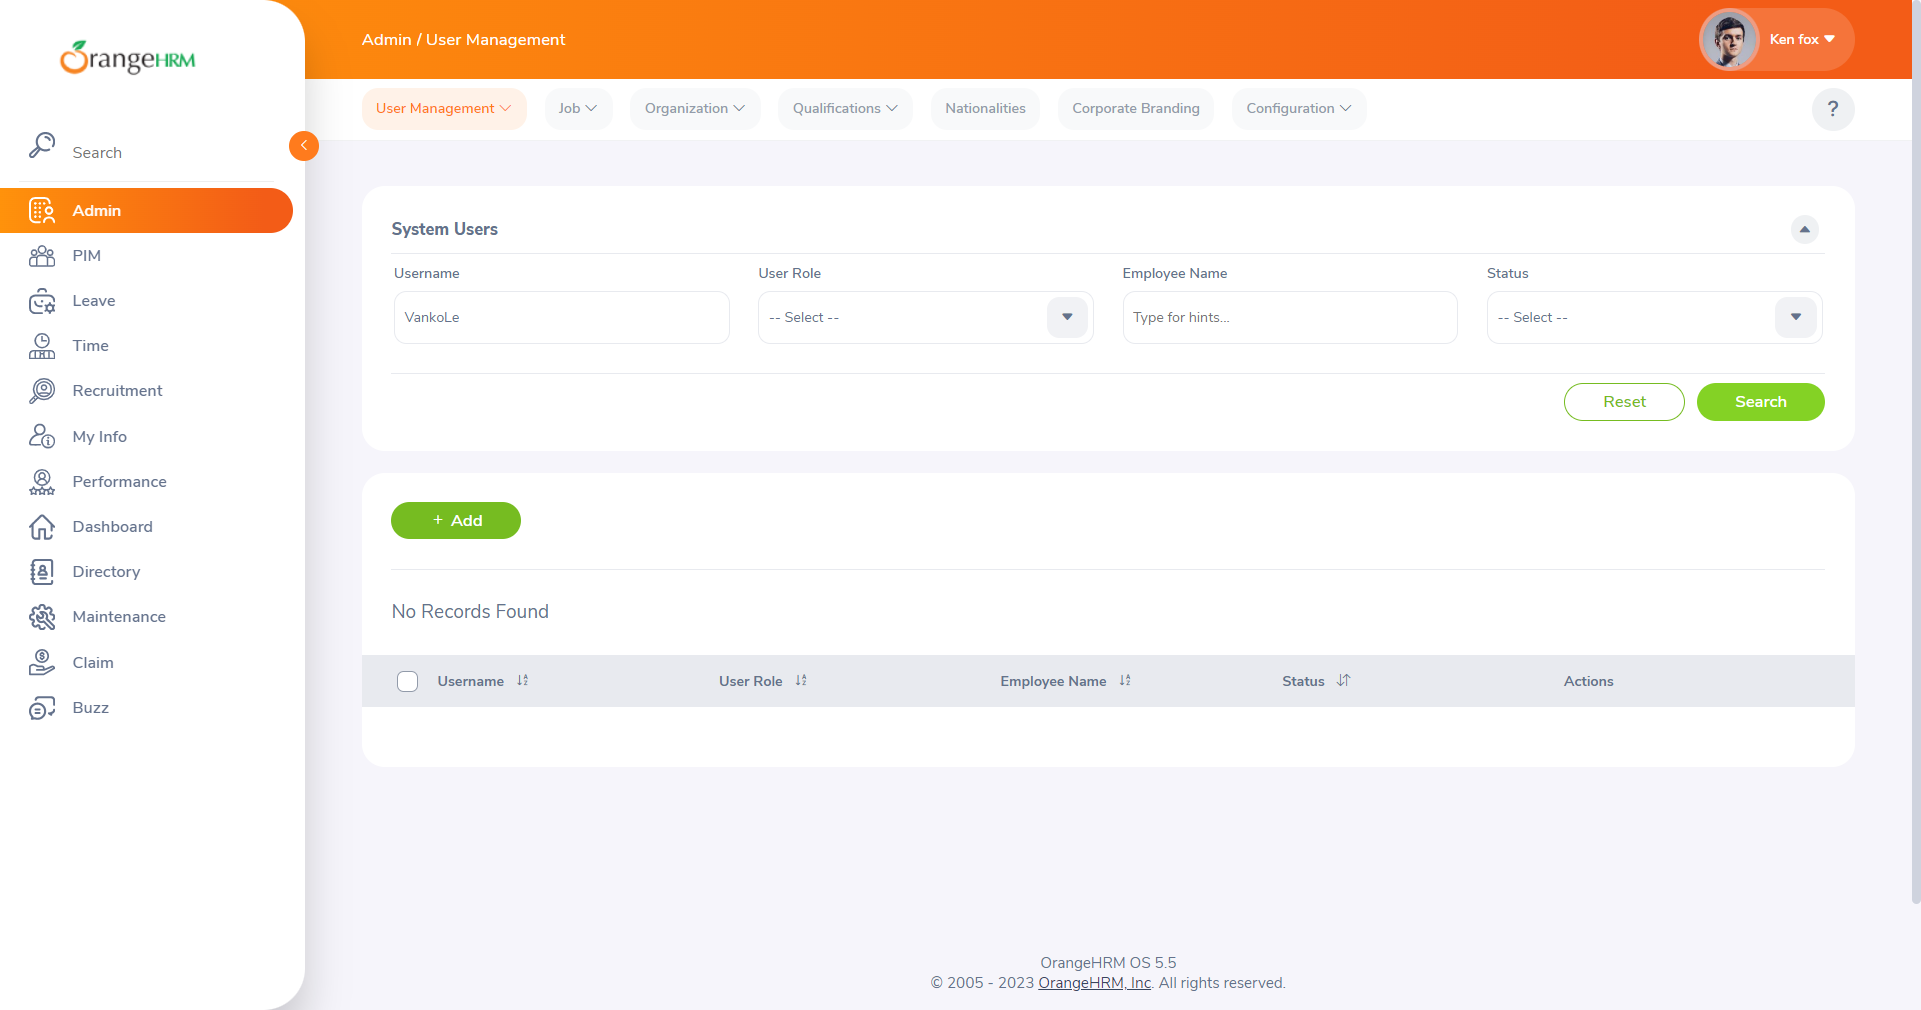 OrangeHRM
Admin / User Management
Ken fox
User Management
Job
Organization
Qualifications
Nationalities
Corporate Branding
Configuration
?
Search
Admin
PIM
Leave
Time
Recruitment
My Info
Performance
Dashboard
Directory
Maintenance
Claim
Buzz
System Users
Username
User Role
Employee Name
Status
VankoLe
-- Select --
Type for hints...
-- Select --
Reset
Search
+ Add
No Records Found
Username
User Role
Employee Name
Status
Actions
OrangeHRM OS 5.5
© 2005 - 2023 OrangeHRM, Inc. All rights reserved.